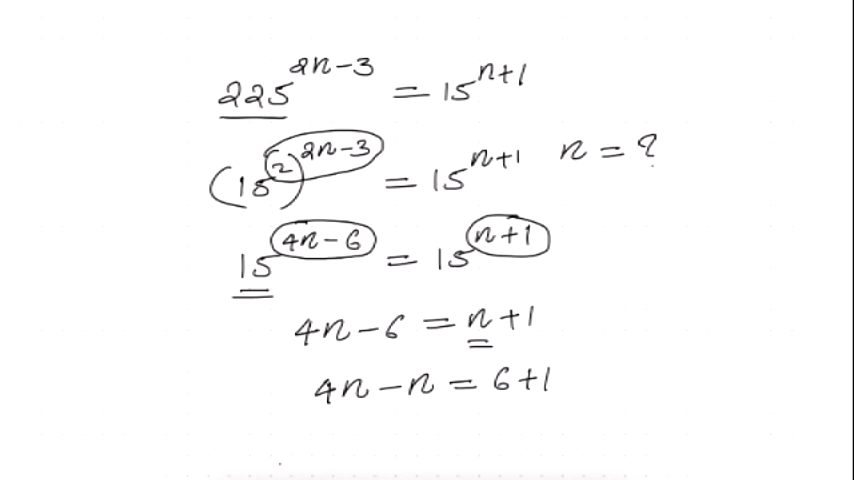 225^(2n-3) = 15^(n+1)
(15^2)^(2n-3) = 15^(n+1) n = ?
15^(4n-6) = 15^(n+1)
4n-6 = n+1
4n-n = 6+1